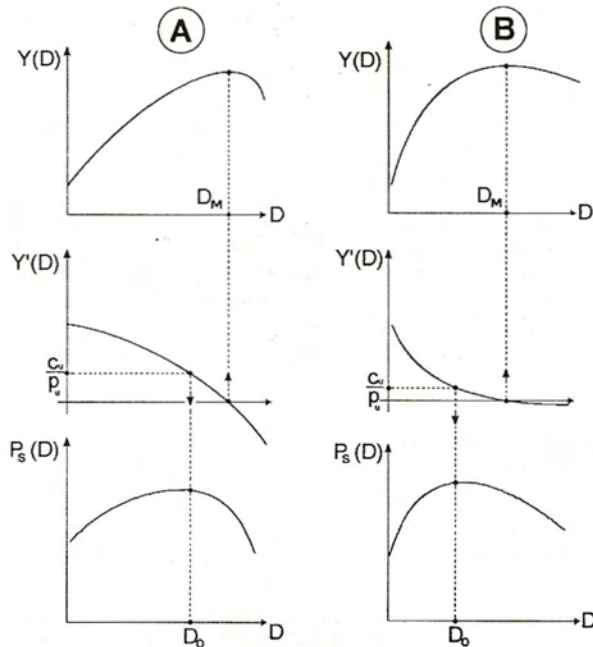 A
B
Y(D)
D_M
D
Y(D)
D_M
D
Y'(D)
c_u
p_u
Y'(D)
c_u
p_u
P_S(D)
D_0
D
P_S(D)
D_0
D